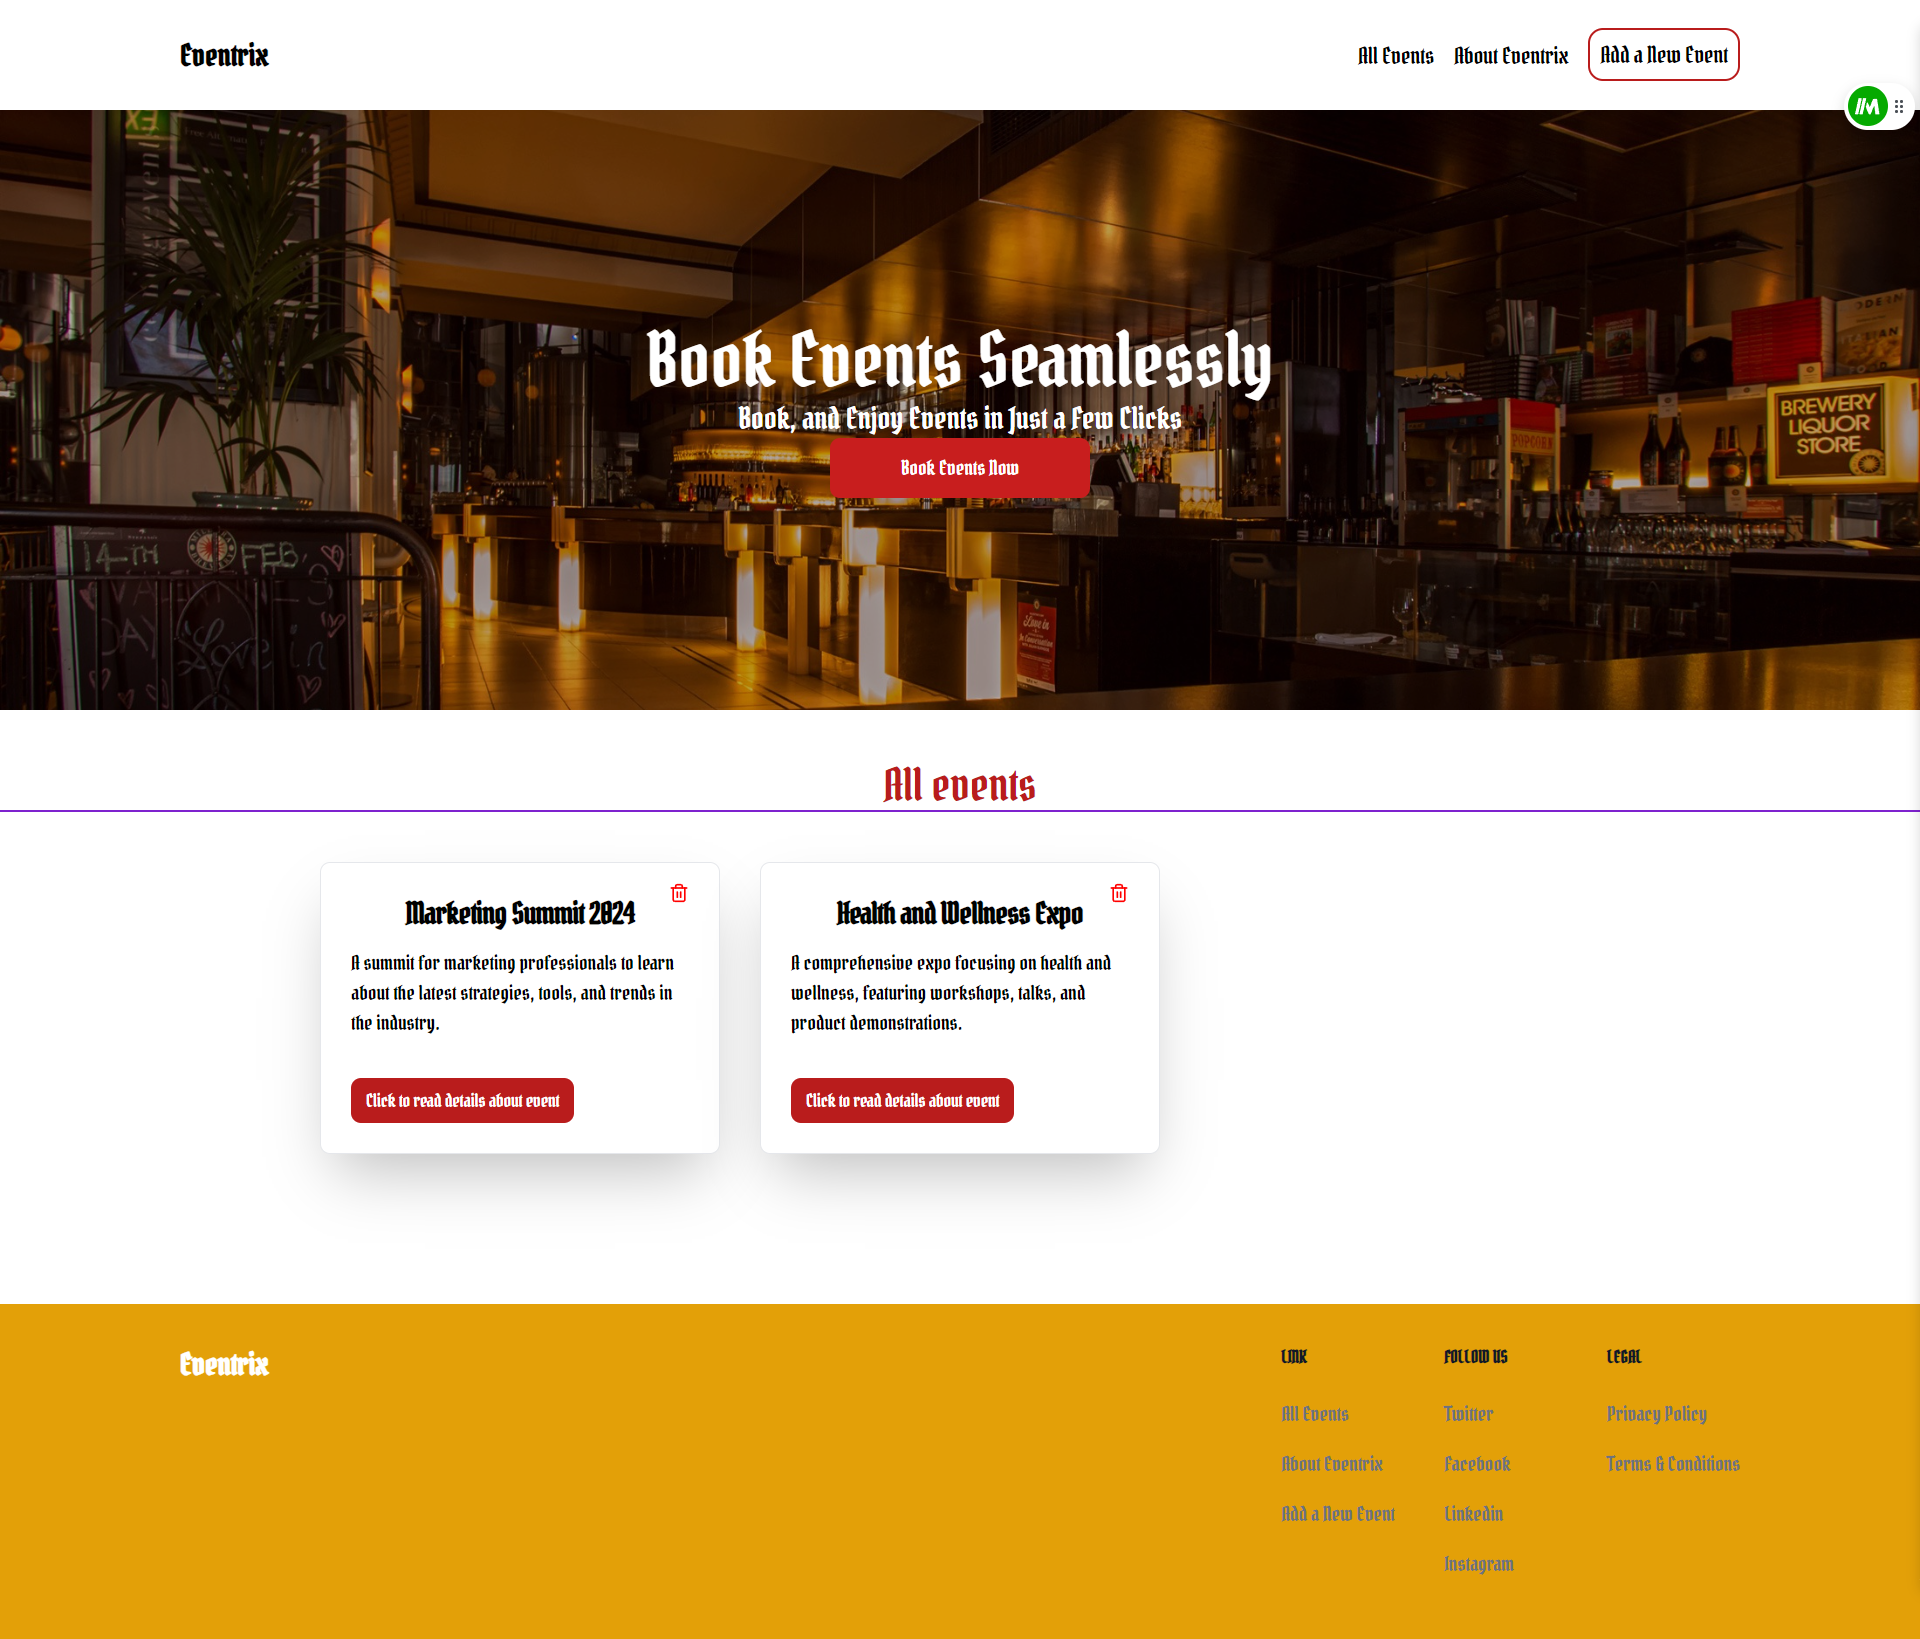 Eventrix
All Events
About Eventrix
Add a New Event
Book Events Seamlessly
Book, and Enjoy Events in Just a Few Clicks
Book Events Now
BREWERY
LIQUOR
STORE
POPCORN
14-TH FEB,
VALENTINE'S
DAY Love in
All events
Marketing Summit 2024
A summit for marketing professionals to learn
about the latest strategies, tools, and trends in
the industry.
Click to read details about event
Health and Wellness Expo
A comprehensive expo focusing on health and
wellness, featuring workshops, talks, and
product demonstrations.
Click to read details about event
Eventrix
LINK
All Events
About Eventrix
Add a New Event
FOLLOW US
Twitter
Facebook
Linkedin
Instagram
LEGAL
Privacy Policy
Terms & Conditions